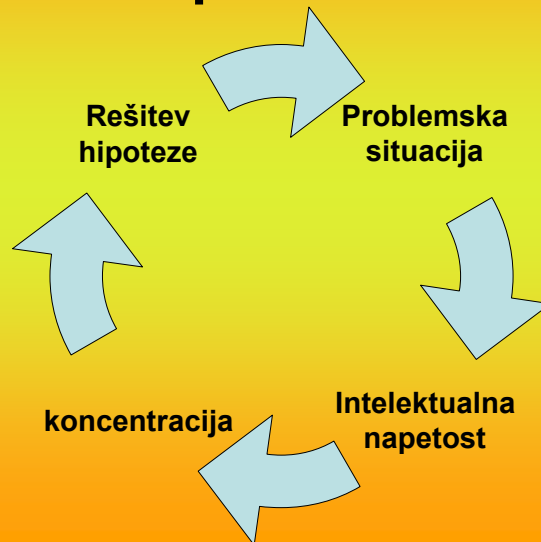 Rešitev
hipoteze
Problemska
situacija
koncentracija
Intelektualna
napetost